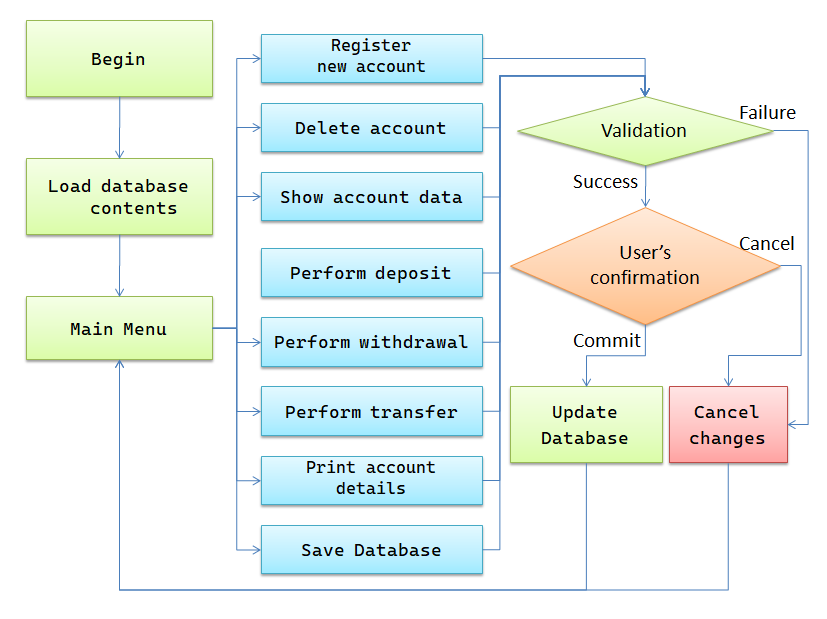 Begin
Load database
contents
Main Menu
Register
new account
Delete account
Show account data
Perform deposit
Perform withdrawal
Perform transfer
Print account
details
Save Database
Validation
Failure
Success
User's
confirmation
Cancel
Commit
Update
Database
Cancel
changes